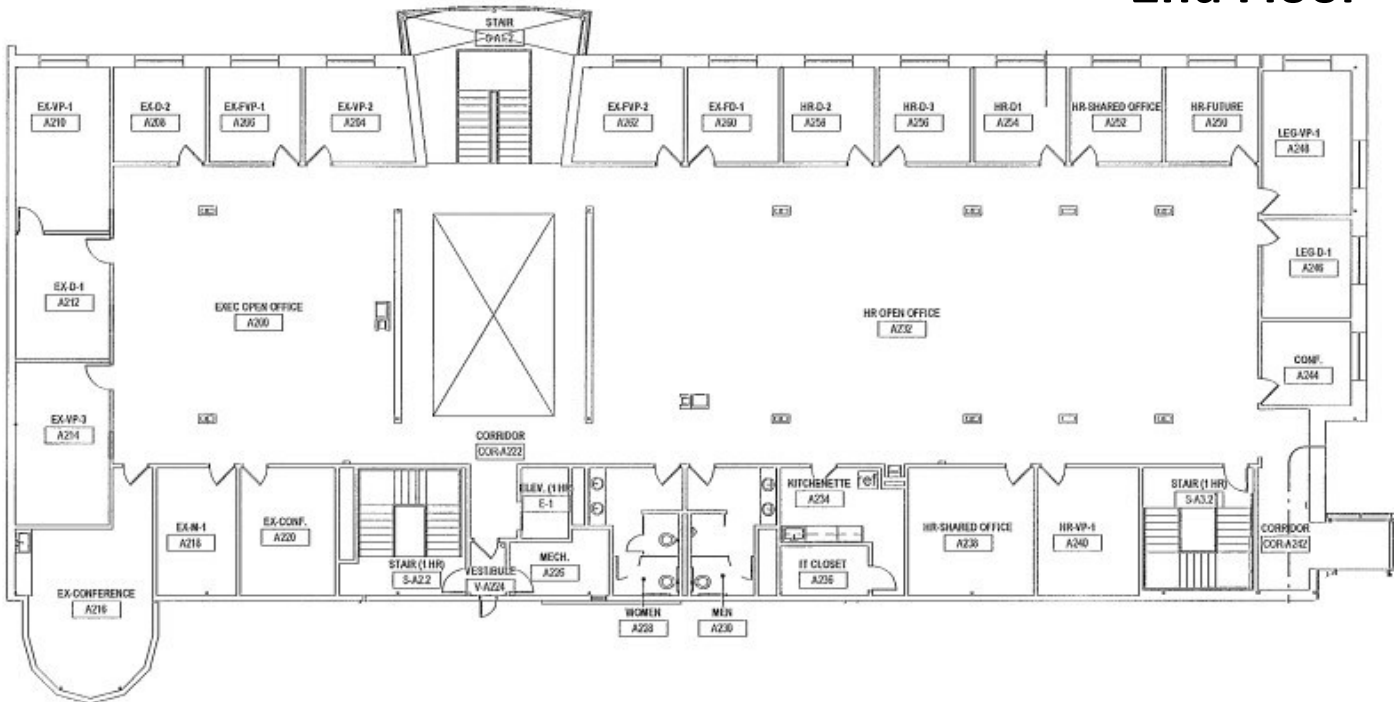 2nd Floor
STAIR
S-A1.2
EX-VP-1
A210
EX-D-2
A208
EX-FVP-1
A206
EX-VP-2
A204
EX-FVP-2
A262
EX-FD-1
A260
HR-D-2
A258
HR-D-3
A256
HR-D1
A254
HR-SHARED OFFICE
A252
HR-FUTURE
A250
LEG-VP-1
A248
EX-D-1
A212
EXEC OPEN OFFICE
A200
HR OPEN OFFICE
A232
LEG-D-1
A246
CONF.
A244
EX-VP-3
A214
CORRIDOR
COR-A222
EX-M-1
A218
EX-CONF.
A220
STAIR (1 HR)
S-A2.2
ELEV. (1 HR)
E-1
VESTIBULE
V-A224
MECH.
A226
KITCHENETTE
A234
ref
IT CLOSET
A236
HR-SHARED OFFICE
A238
HR-VP-1
A240
STAIR (1 HR)
S-A3.2
CORRIDOR
COR-A242
EX-CONFERENCE
A216
WOMEN
A228
MEN
A230